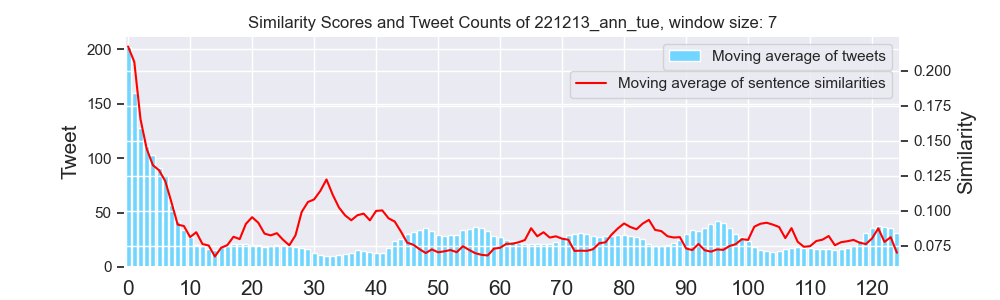 Similarity Scores and Tweet Counts of 221213_ann_tue, window size: 7
Moving average of tweets
Moving average of sentence similarities
Tweet
200
150
100
50
0
0.200
0.175
0.150
0.125
0.100
0.075
Similarity
0 10 20 30 40 50 60 70 80 90 100 110 120